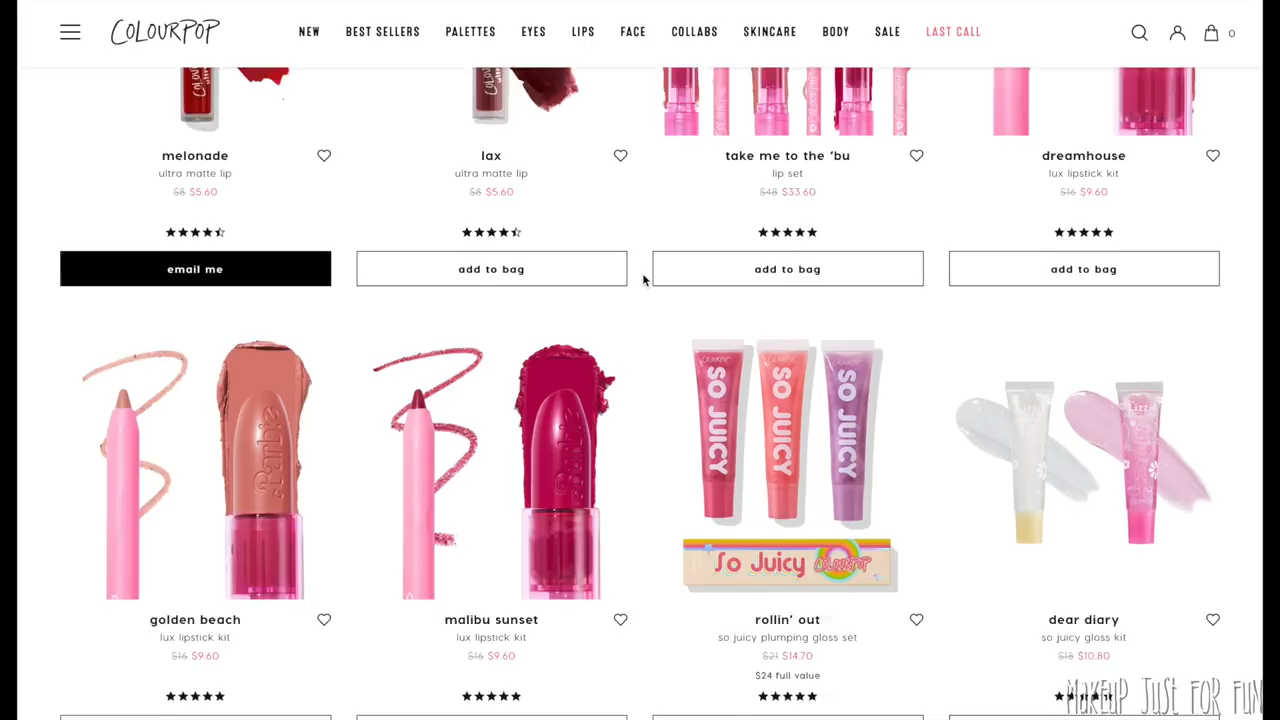 COLOURPOP
NEW BEST SELLERS PALETTES EYES LIPS FACE COLLABS SKINCARE BODY SALE LAST CALL
0
melonade
ultra matte lip
$8 $5.60
email me
lax
ultra matte lip
$8 $5.60
add to bag
take me to the ‘bu
lip set
$48 $33.60
add to bag
dreamhouse
lux lipstick kit
$16 $9.60
add to bag
Barbie
golden beach
lux lipstick kit
$16 $9.60
Barbie
malibu sunset
lux lipstick kit
$16 $9.60
SO JUICY
SO JUICY
SO JUICY
So Juicy COLOURPOP
rollin’ out
so juicy plumping gloss set
$21 $14.70
$24 full value
dear diary
so juicy gloss kit
$18 $10.80
MAKEUP JUST FOR FUN